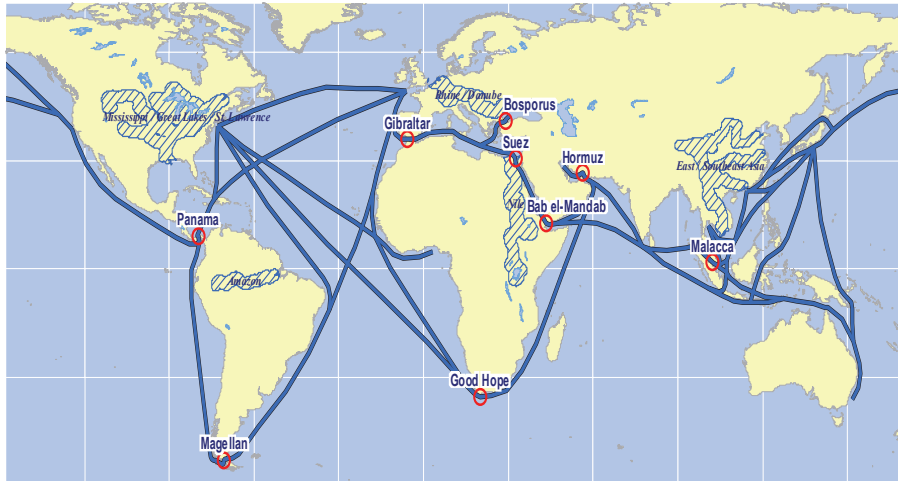 Rhine / Danube
Bosporus
Mississippi / Great Lakes / St Lawrence
Gibraltar
Suez
Hormuz
East / Southeast Asia
Nile
Bab el-Mandab
Panama
Malacca
Amazon
Good Hope
Magellan